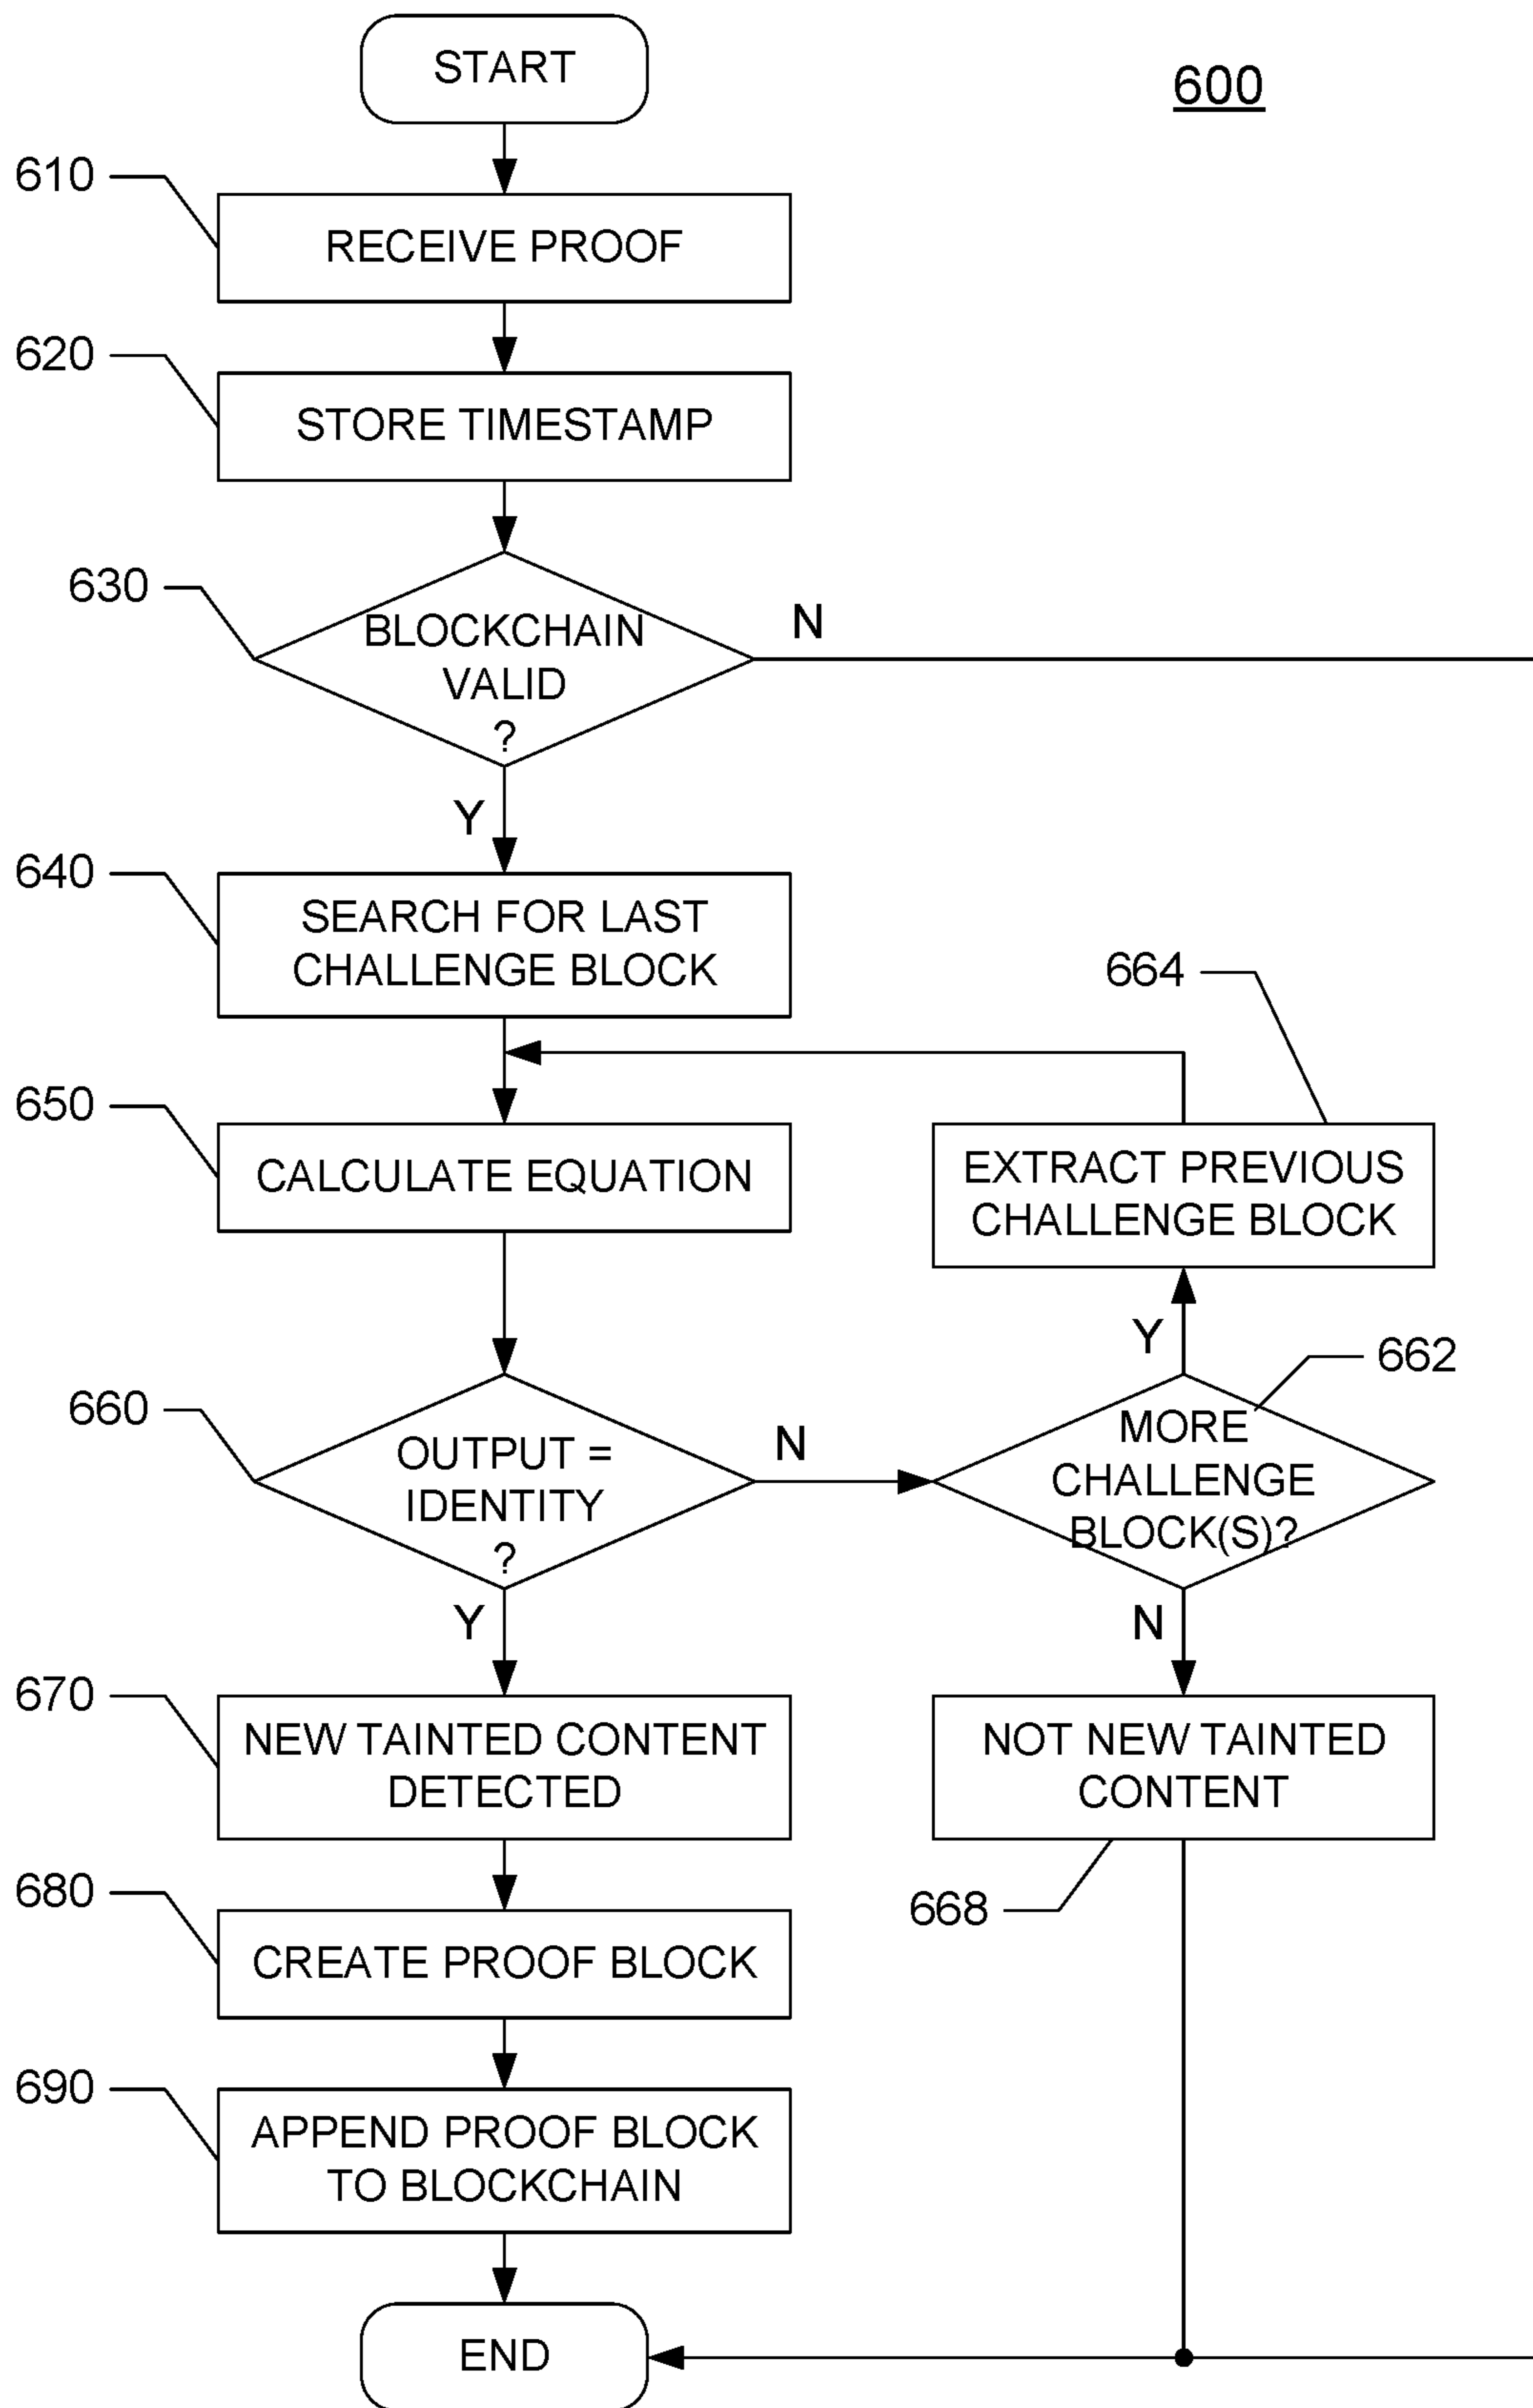 START
600
610
RECEIVE PROOF
620
STORE TIMESTAMP
630
BLOCKCHAIN
VALID
?
N
Y
640
SEARCH FOR LAST
CHALLENGE BLOCK
664
650
CALCULATE EQUATION
EXTRACT PREVIOUS
CHALLENGE BLOCK
Y
662
660
OUTPUT =
IDENTITY
?
N
MORE
CHALLENGE
BLOCK(S)?
Y
N
670
NEW TAINTED CONTENT
DETECTED
NOT NEW TAINTED
CONTENT
680
CREATE PROOF BLOCK
668
690
APPEND PROOF BLOCK
TO BLOCKCHAIN
END